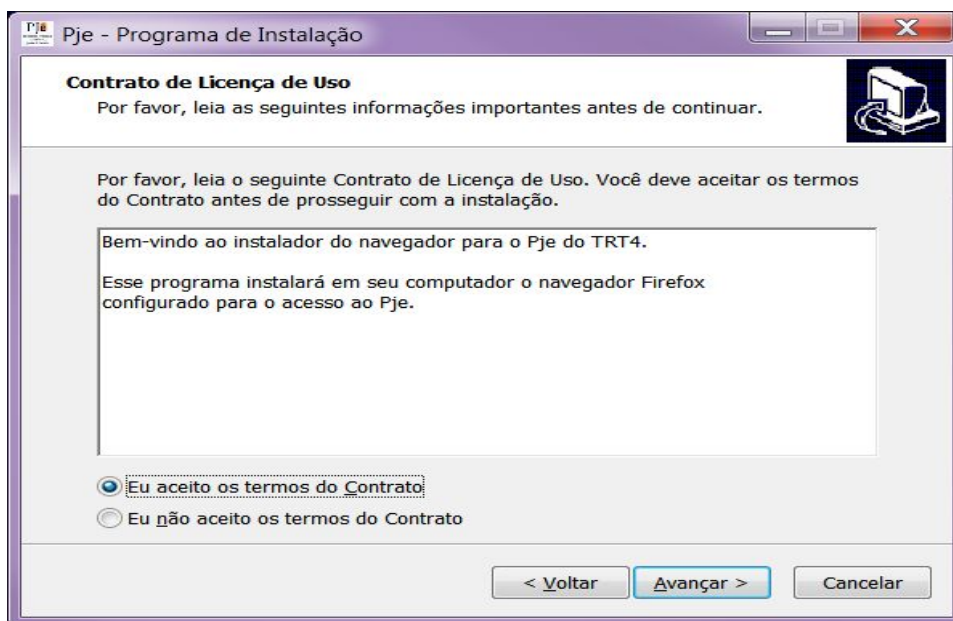 Pje - Programa de Instalação
Contrato de Licença de Uso
Por favor, leia as seguintes informações importantes antes de continuar.
Por favor, leia o seguinte Contrato de Licença de Uso. Você deve aceitar os termos
do Contrato antes de prosseguir com a instalação.
Bem-vindo ao instalador do navegador para o Pje do TRT4.
Esse programa instalará em seu computador o navegador Firefox
configurado para o acesso ao Pje.
Eu aceito os termos do Contrato
Eu não aceito os termos do Contrato
< Voltar
Avançar >
Cancelar